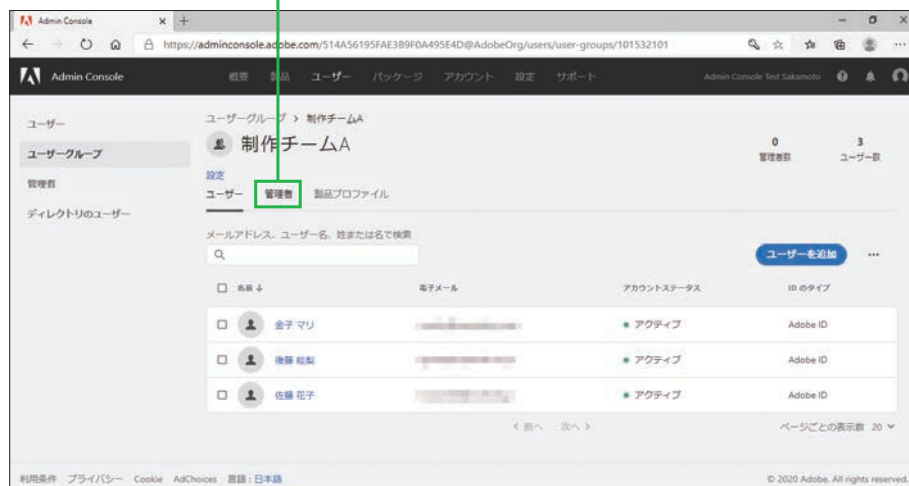 Admin Console
https://adminconsole.adobe.com/514A56195FAE3B9F0A495E4D@AdobeOrg/users/user-groups/101532101
Admin Console 概要 製品 ユーザー パッケージ アカウント 設定 サポート Admin Console Test Sakamoto
ユーザー
ユーザーグループ
管理者
ディレクトリのユーザー
ユーザーグループ > 制作チームA
制作チームA
0
管理者数
3
ユーザー数
設定
ユーザー 管理者 製品プロファイル
メールアドレス、ユーザー名、姓または名で検索
ユーザーを追加
名前 電子メール アカウントステータス ID のタイプ
金子 マリ アクティブ Adobe ID
後藤 絵梨 アクティブ Adobe ID
佐藤 花子 アクティブ Adobe ID
< 前へ 次へ > ページごとの表示数 20
利用条件 プライバシー Cookie AdChoices 言語 : 日本語 © 2020 Adobe. All rights reserved.